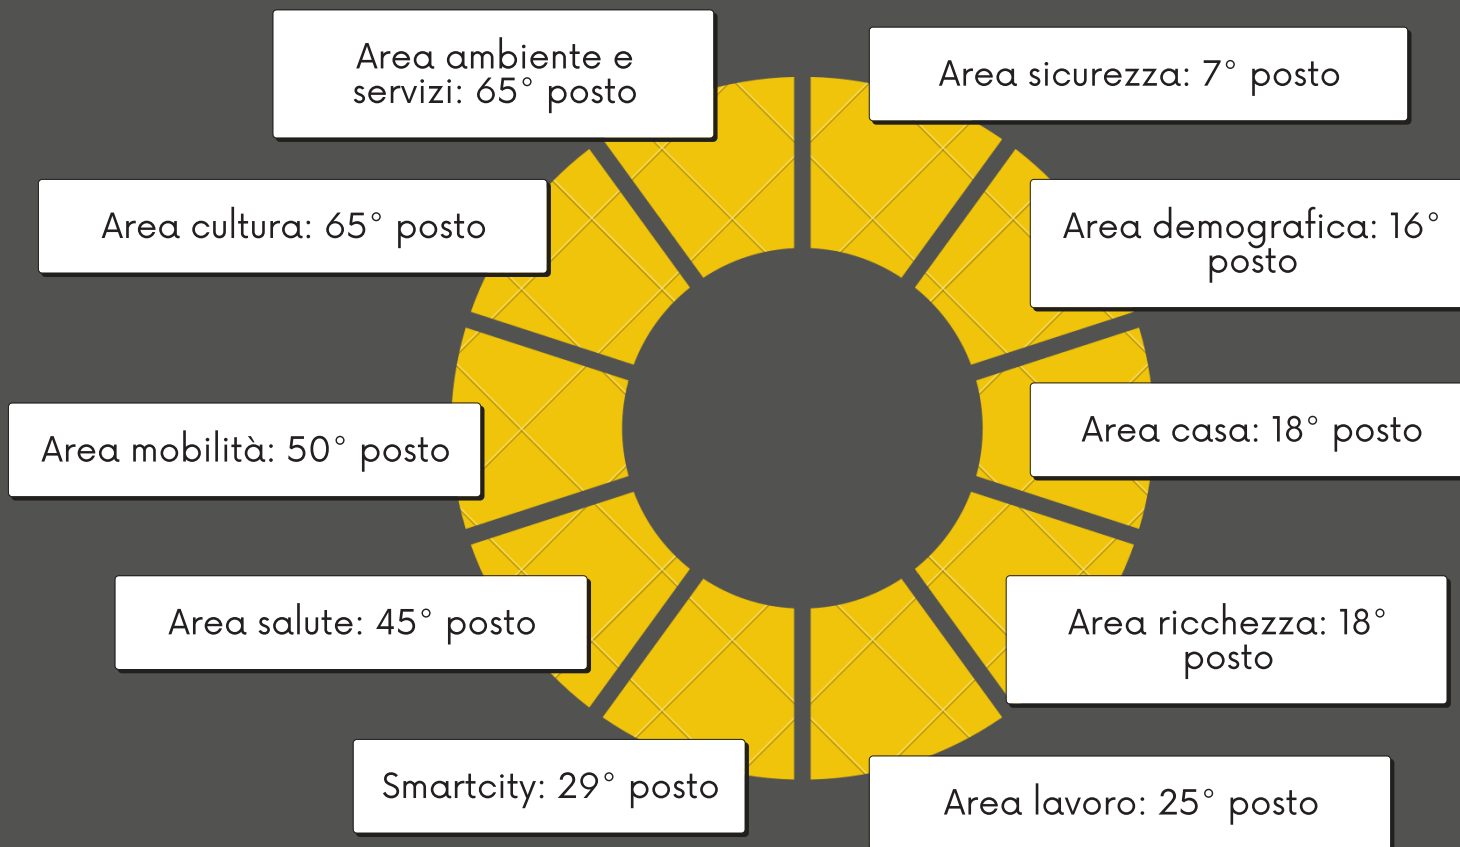 Area ambiente e
servizi: 65° posto
Area sicurezza: 7° posto
Area cultura: 65° posto
Area demografica: 16°
posto
Area mobilità: 50° posto
Area casa: 18° posto
Area salute: 45° posto
Area ricchezza: 18°
posto
Smartcity: 29° posto
Area lavoro: 25° posto